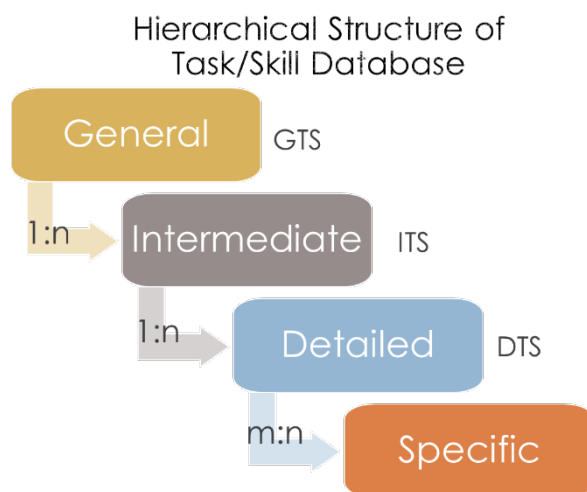 Hierarchical Structure of
Task/Skill Database
General
GTS
1:n
Intermediate
ITS
1:n
Detailed
DTS
m:n
Specific